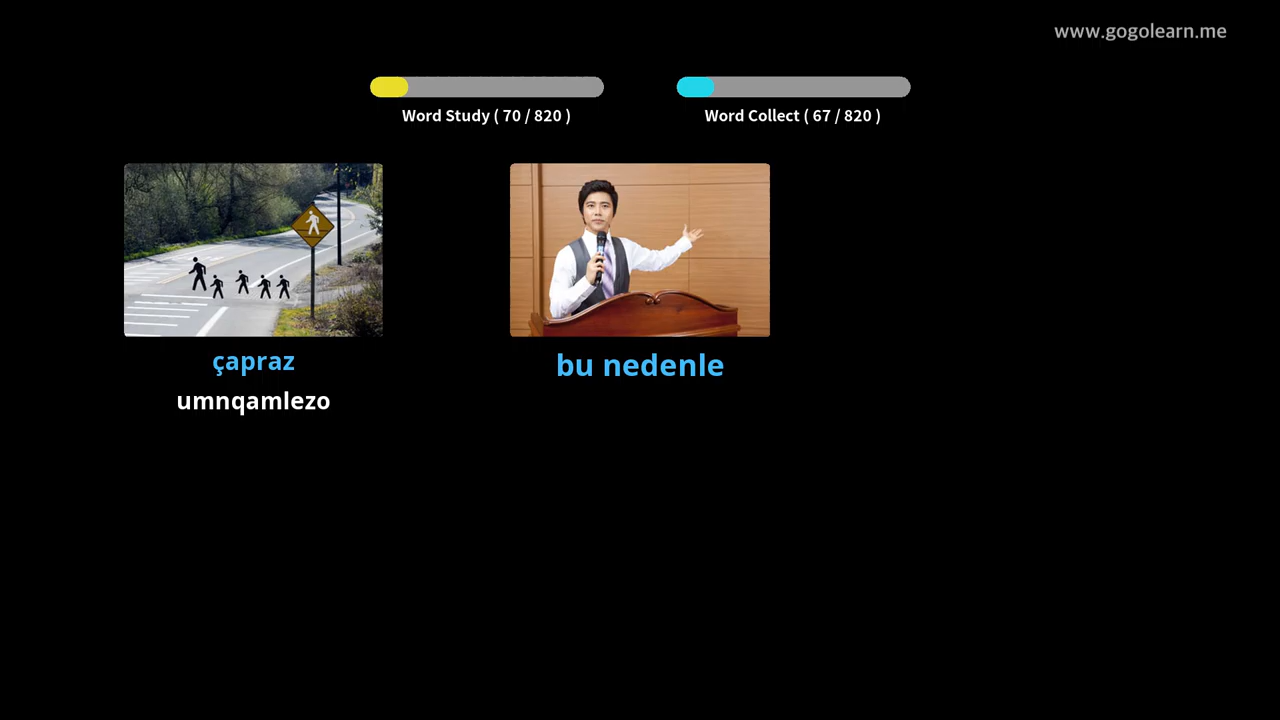 www.gogolearn.me
Word Study ( 70 / 820 )
Word Collect ( 67 / 820 )
çapraz
umnqamlezo
bu nedenle